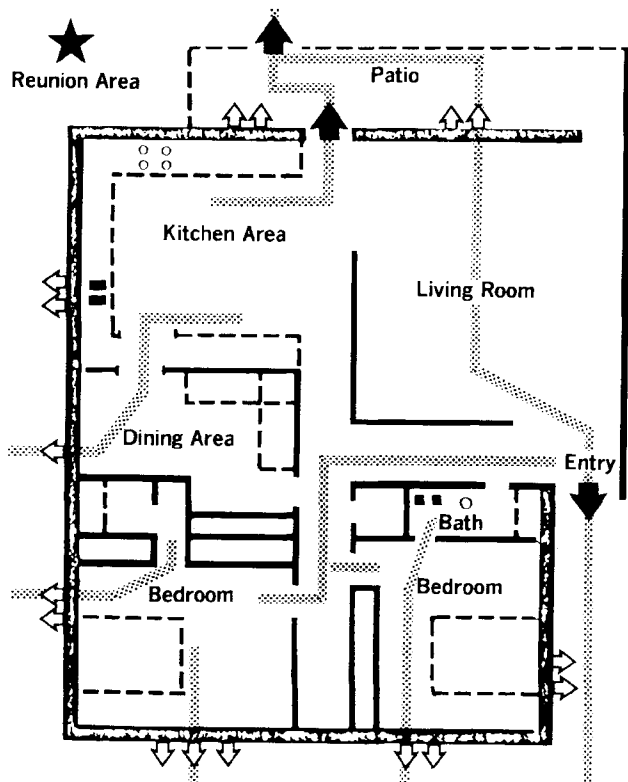 Reunion Area
Patio
Kitchen Area
Living Room
Dining Area
Entry
Bath
Bedroom
Bedroom